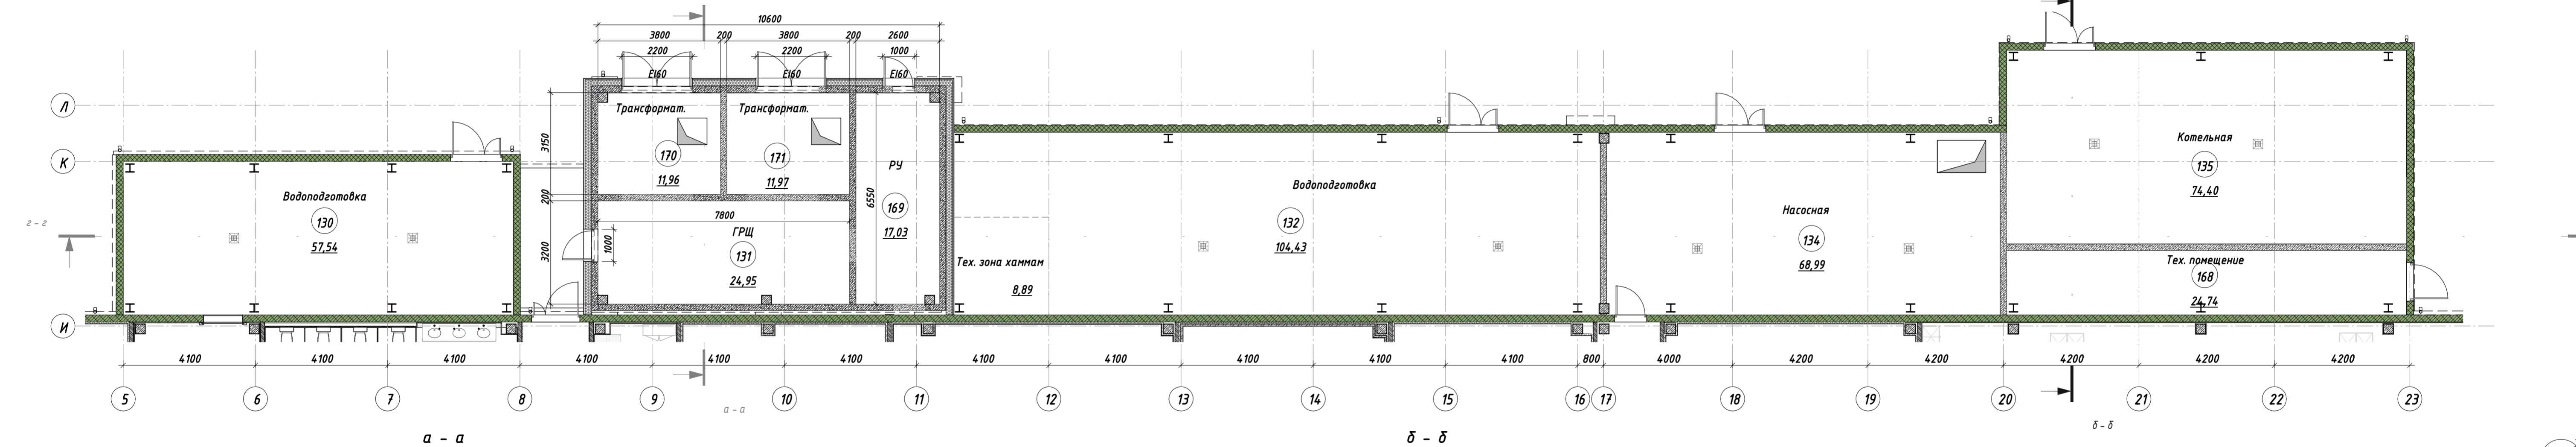 10600
3800 200 3800 200 2600
2200 2200 1000
EI60 EI60 EI60
Л
К
И
г - г
Трансформат.
170
11,96
Трансформат.
171
11,97
РУ
169
17,03
3150
200
3200
6550
7800
1000
ГРЩ
131
24,95
Водоподготовка
130
57,54
Тех. зона хаммам
8,89
Водоподготовка
132
104,43
Насосная
134
68,99
Котельная
135
74,40
Тех. помещение
168
24,74
4100 4100 4100 4100 4100 4100 4100 4100 4100 4100 4100 800 4000 4200 4200 4200 4200 4200
5 6 7 8 9 10 11 12 13 14 15 16 17 18 19 20 21 22 23
а - а
б - б
а - а
б - б